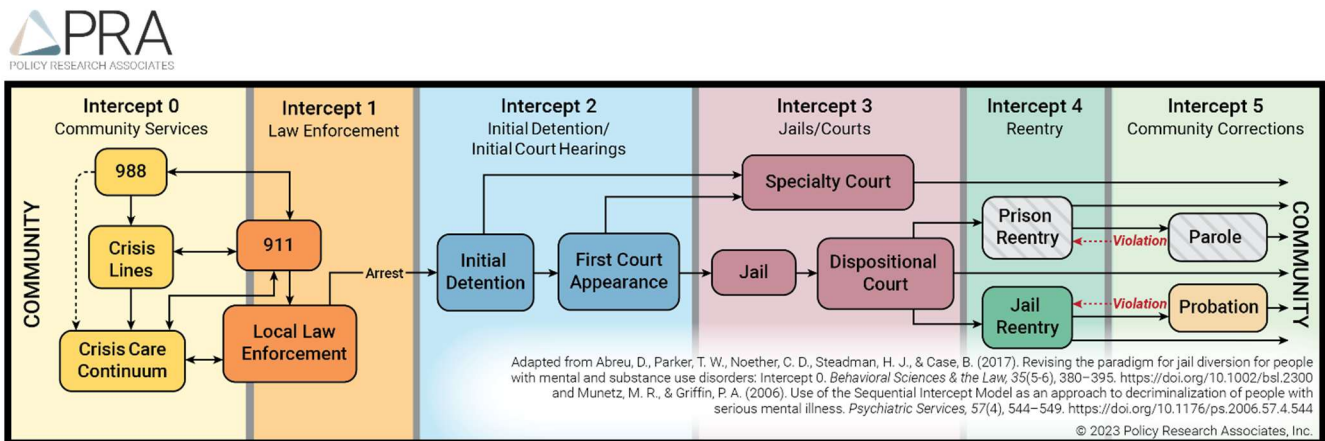 PRA
POLICY RESEARCH ASSOCIATES
Intercept 0
Community Services
Intercept 1
Law Enforcement
Intercept 2
Initial Detention/
Initial Court Hearings
Intercept 3
Jails/Courts
Intercept 4
Reentry
Intercept 5
Community Corrections
COMMUNITY
988
Crisis
Lines
Crisis Care
Continuum
911
Local Law
Enforcement
Arrest
Initial
Detention
First Court
Appearance
Specialty Court
Jail
Dispositional
Court
Prison
Reentry
Violation
Parole
Jail
Reentry
Violation
Probation
COMMUNITY
Adapted from Abreu, D., Parker, T. W., Noether, C. D., Steadman, H. J., & Case, B. (2017). Revising the paradigm for jail diversion for people
with mental and substance use disorders: Intercept 0. Behavioral Sciences & the Law, 35(5-6), 380–395. https://doi.org/10.1002/bsl.2300
and Munetz, M. R., & Griffin, P. A. (2006). Use of the Sequential Intercept Model as an approach to decriminalization of people with
serious mental illness. Psychiatric Services, 57(4), 544–549. https://doi.org/10.1176/ps.2006.57.4.544
© 2023 Policy Research Associates, Inc.